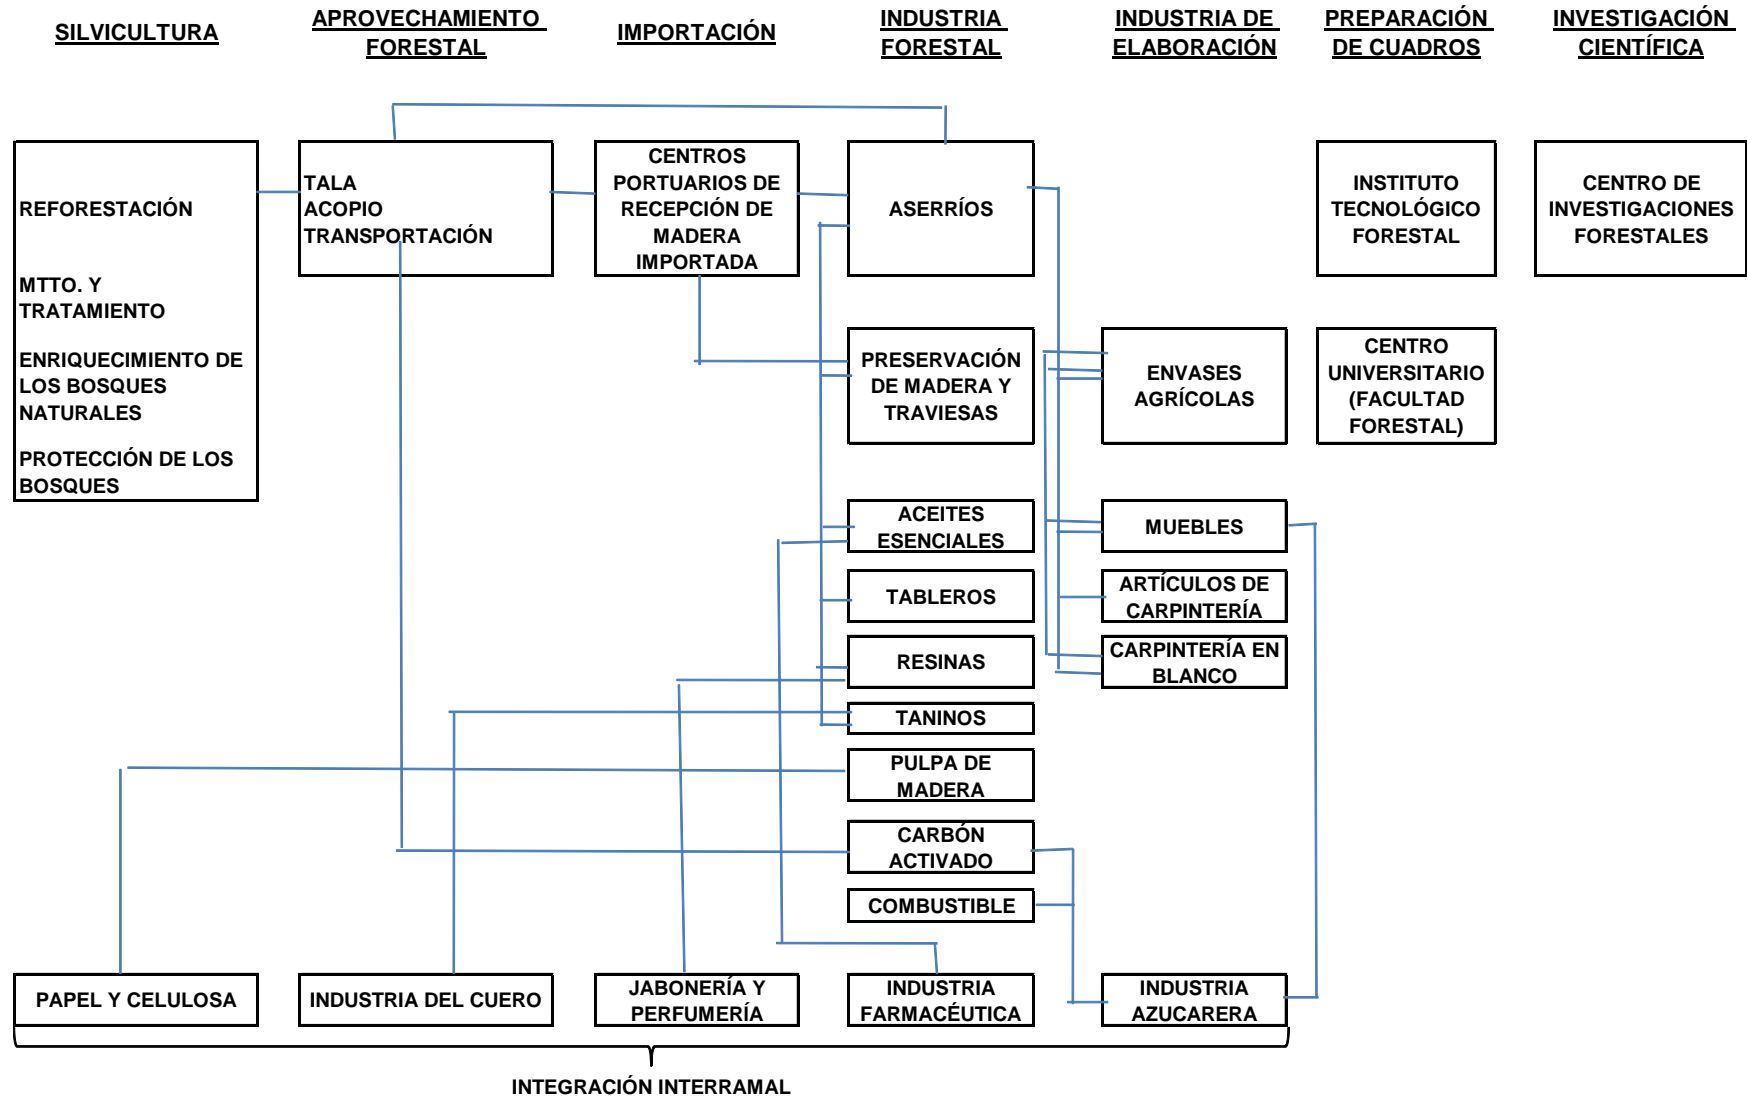 SILVICULTURA
APROVECHAMIENTO
FORESTAL
IMPORTACIÓN
INDUSTRIA
FORESTAL
INDUSTRIA DE
ELABORACIÓN
PREPARACIÓN
DE CUADROS
INVESTIGACIÓN
CIENTÍFICA
REFORESTACIÓN
MTTO. Y
TRATAMIENTO
ENRIQUECIMIENTO DE
LOS BOSQUES
NATURALES
PROTECCIÓN DE LOS
BOSQUES
TALA
ACOPIO
TRANSPORTACIÓN
CENTROS
PORTUARIOS DE
RECEPCIÓN DE
MADERA
IMPORTADA
ASERRÍOS
PRESERVACIÓN
DE MADERA Y
TRAVIESAS
ACEITES
ESENCIALES
TABLEROS
RESINAS
TANINOS
PULPA DE
MADERA
CARBÓN
ACTIVADO
COMBUSTIBLE
ENVASES
AGRÍCOLAS
MUEBLES
ARTÍCULOS DE
CARPINTERÍA
CARPINTERÍA EN
BLANCO
INSTITUTO
TECNOLÓGICO
FORESTAL
CENTRO
UNIVERSITARIO
(FACULTAD
FORESTAL)
CENTRO DE
INVESTIGACIONES
FORESTALES
PAPEL Y CELULOSA
INDUSTRIA DEL CUERO
JABONERÍA Y
PERFUMERÍA
INDUSTRIA
FARMACÉUTICA
INDUSTRIA
AZUCARERA
INTEGRACIÓN INTERRAMAL